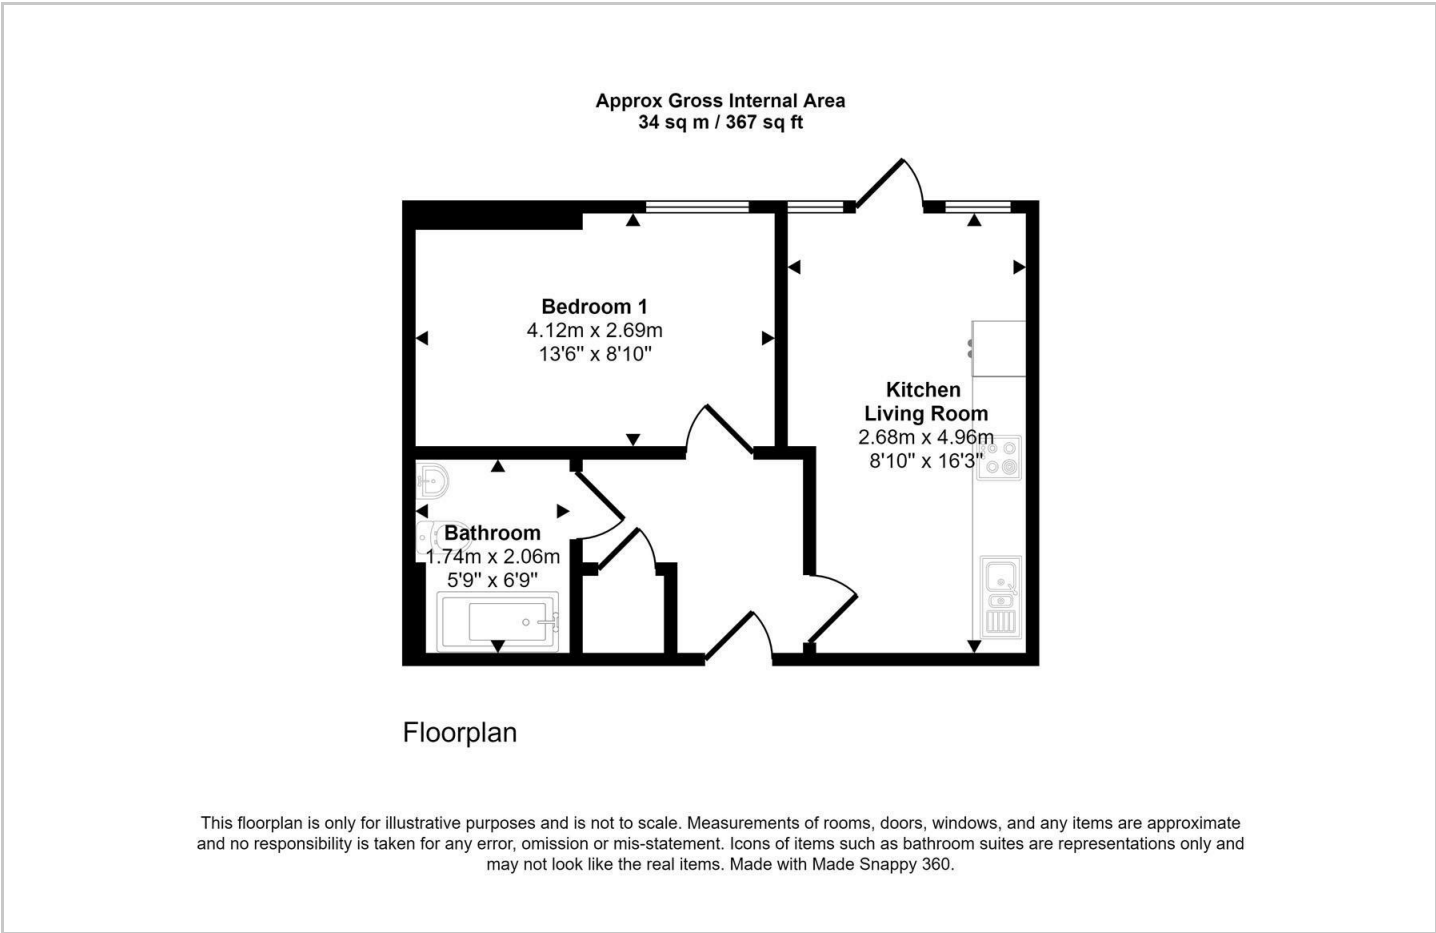 Approx Gross Internal Area
34 sq m / 367 sq ft
Bedroom 1
4.12m x 2.69m
13'6" x 8'10"
Kitchen
Living Room
2.68m x 4.96m
8'10" x 16'3"
Bathroom
1.74m x 2.06m
5'9" x 6'9"
Floorplan
This floorplan is only for illustrative purposes and is not to scale. Measurements of rooms, doors, windows, and any items are approximate
and no responsibility is taken for any error, omission or mis-statement. Icons of items such as bathroom suites are representations only and
may not look like the real items. Made with Made Snappy 360.